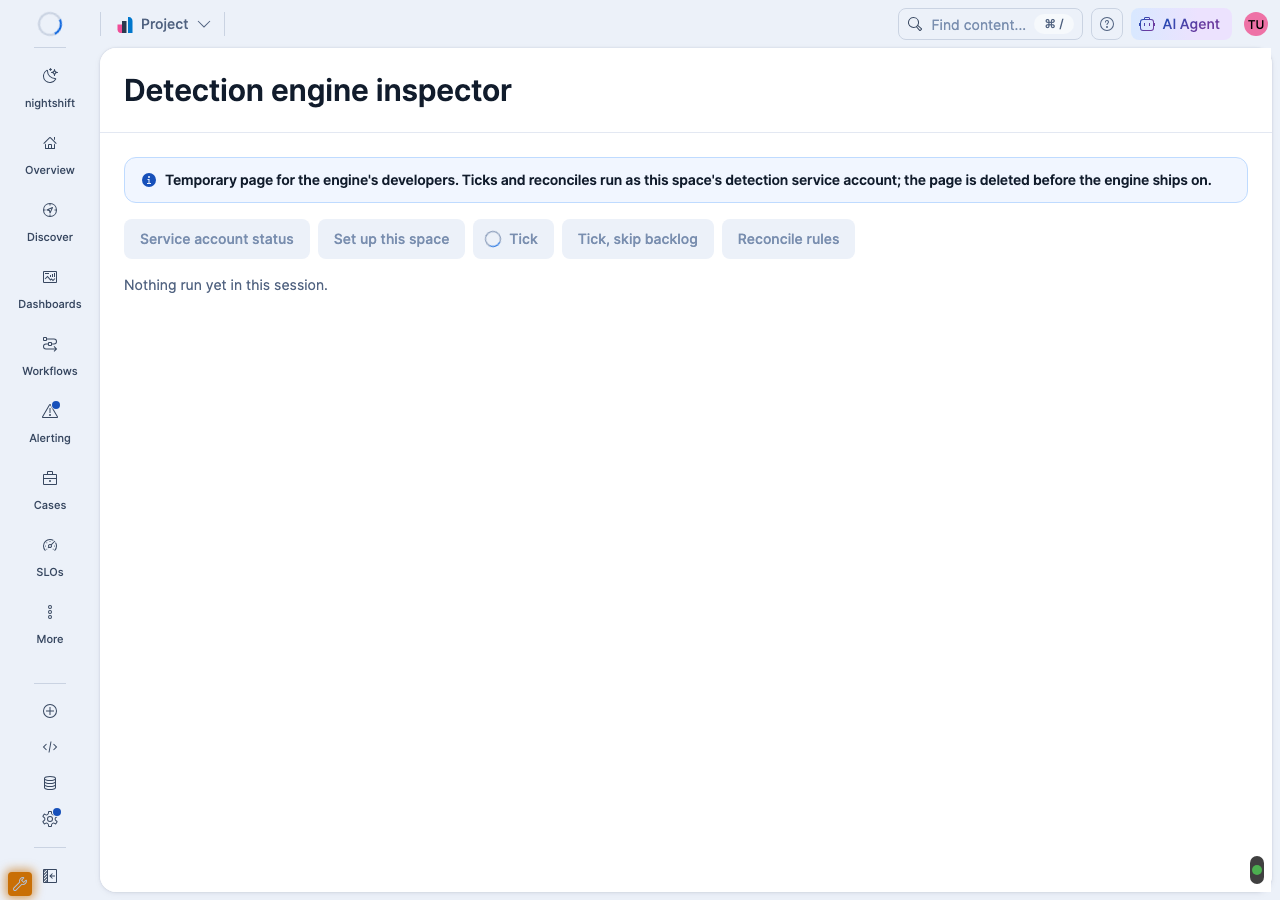 Project
Find content...
⌘ /
AI Agent
TU
nightshift
Overview
Discover
Dashboards
Workflows
Alerting
Cases
SLOs
More
Detection engine inspector
Temporary page for the engine's developers. Ticks and reconciles run as this space's detection service account; the page is deleted before the engine ships on.
Service account status
Set up this space
Tick
Tick, skip backlog
Reconcile rules
Nothing run yet in this session.